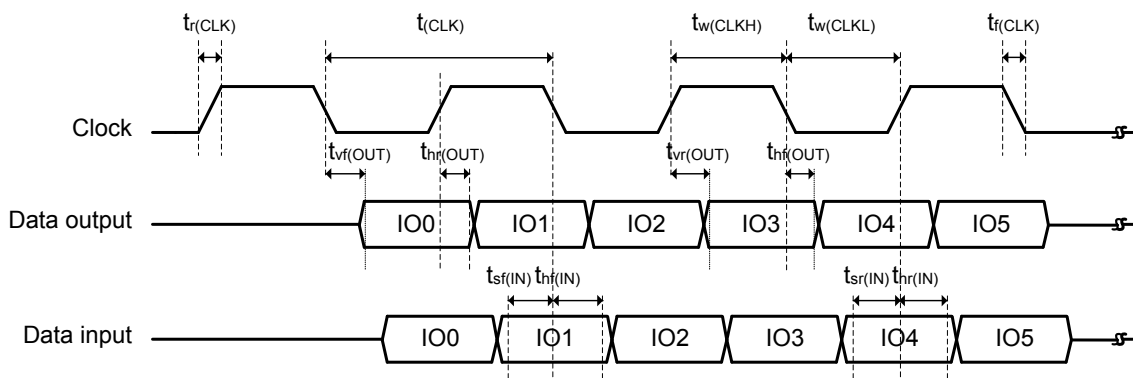 tr(CLK) t(CLK) tw(CLKH) tw(CLKL) tf(CLK)
Clock
tvf(OUT) thr(OUT) tvr(OUT) thf(OUT)
Data output IO0 IO1 IO2 IO3 IO4 IO5
tsf(IN) thf(IN) tsr(IN) thr(IN)
Data input IO0 IO1 IO2 IO3 IO4 IO5